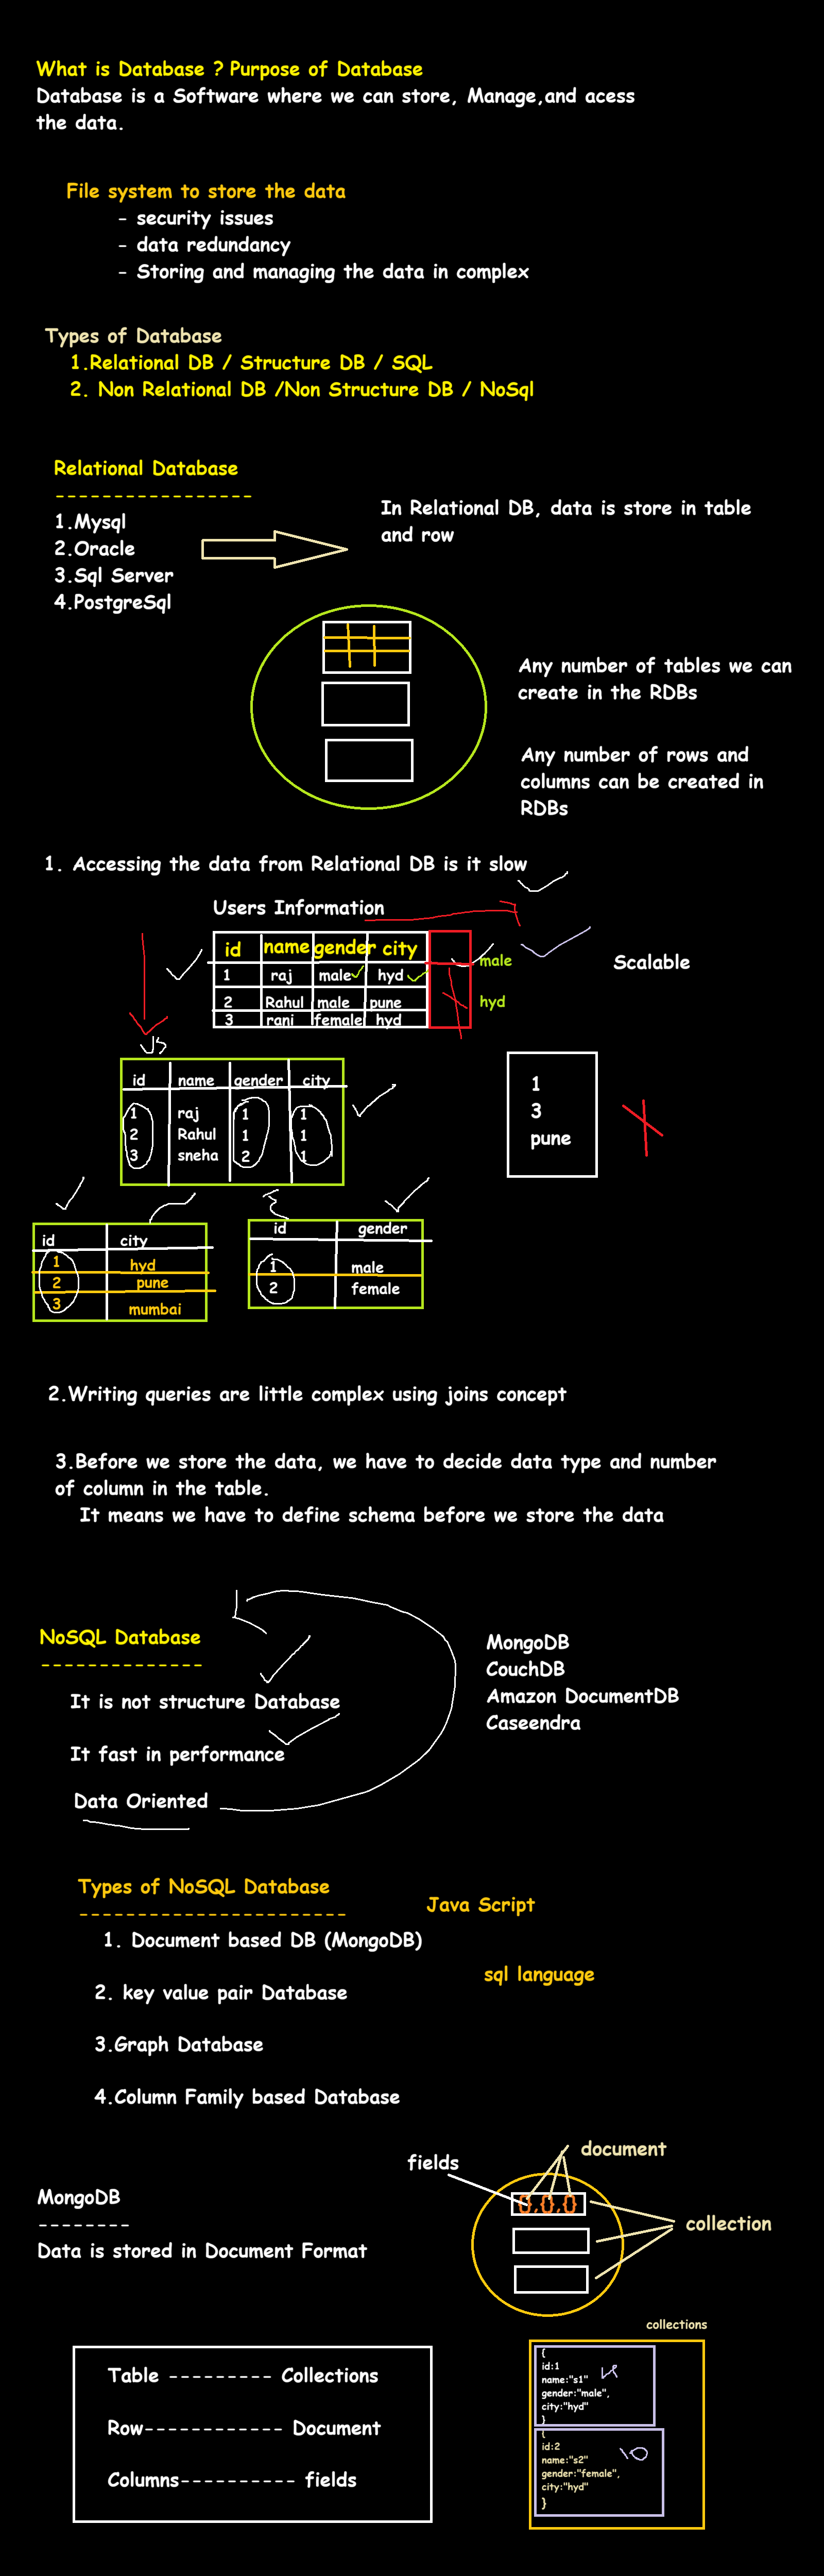 What is Database ? Purpose of Database
Database is a Software where we can store, Manage,and acess
the data.
File system to store the data
- security issues
- data redundancy
- Storing and managing the data in complex
Types of Database
1.Relational DB / Structure DB / SQL
2. Non Relational DB /Non Structure DB / NoSql
Relational Database
-----------------
1.Mysql
2.Oracle
3.Sql Server
4.PostgreSql
In Relational DB, data is store in table
and row
Any number of tables we can
create in the RDBs
Any number of rows and
columns can be created in
RDBs
1. Accessing the data from Relational DB is it slow
Users Information
id name gender city
1 raj male hyd
2 Rahul male pune
3 rani female hyd
male
hyd
Scalable
id name gender city
1 raj 1 1
2 Rahul 1 1
3 sneha 2 1
1
3
pune
id city
1 hyd
2 pune
3 mumbai
id gender
1 male
2 female
2.Writing queries are little complex using joins concept
3.Before we store the data, we have to decide data type and number
of column in the table.
It means we have to define schema before we store the data
NoSQL Database
--------------
It is not structure Database
It fast in performance
Data Oriented
MongoDB
CouchDB
Amazon DocumentDB
Caseendra
Types of NoSQL Database
-----------------------
Java Script
1. Document based DB (MongoDB)
sql language
2. key value pair Database
3.Graph Database
4.Column Family based Database
document
fields
{},{},{}
collection
MongoDB
--------
Data is stored in Document Format
collections
Table --------- Collections
Row------------ Document
Columns---------- fields
{
id:1
name:"s1"
gender:"male",
city:"hyd"
}
{
id:2
name:"s2"
gender:"female",
city:"hyd"
}
10